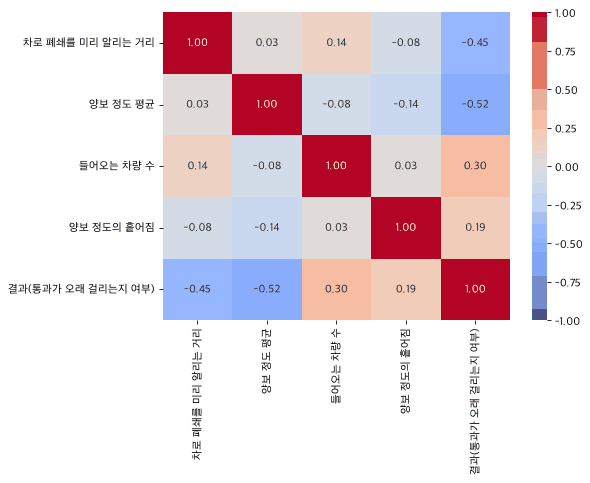 차로 폐쇄를 미리 알리는 거리 1.00 0.03 0.14 -0.08 -0.45
양보 정도 평균 0.03 1.00 -0.08 -0.14 -0.52
들어오는 차량 수 0.14 -0.08 1.00 0.03 0.30
양보 정도의 흩어짐 -0.08 -0.14 0.03 1.00 0.19
결과(통과가 오래 걸리는지 여부) -0.45 -0.52 0.30 0.19 1.00
차로 폐쇄를 미리 알리는 거리
양보 정도 평균
들어오는 차량 수
양보 정도의 흩어짐
결과(통과가 오래 걸리는지 여부)
1.00
0.75
0.50
0.25
0.00
-0.25
-0.50
-0.75
-1.00